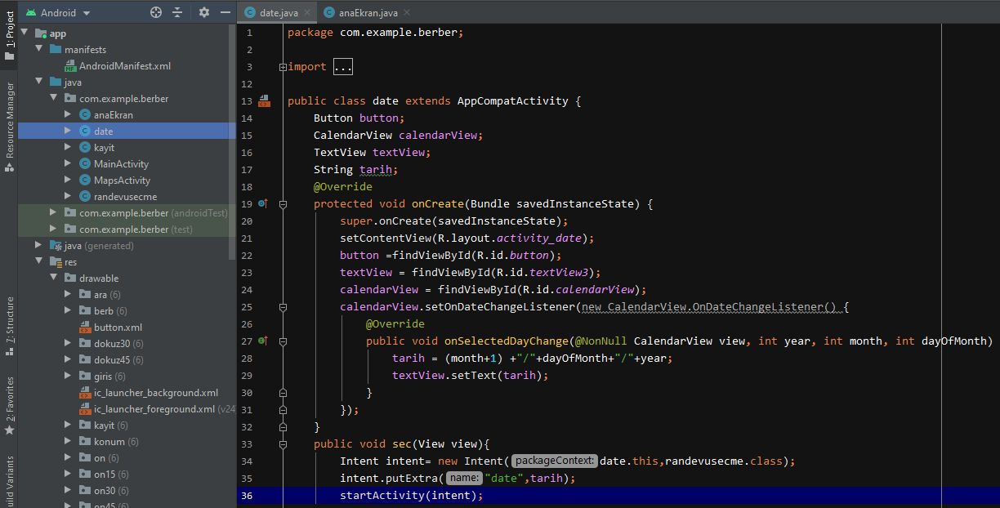 1: Project
Resource Manager
7: Structure
2: Favorites
Build Variants
Android
app
manifests
AndroidManifest.xml
java
com.example.berber
anaEkran
date
kayit
MainActivity
MapsActivity
randevusecme
com.example.berber (androidTest)
com.example.berber (test)
java (generated)
res
drawable
ara (6)
berb (6)
button.xml
dokuz30 (6)
dokuz45 (6)
giris (6)
ic_launcher_background.xml
ic_launcher_foreground.xml (v24
kayit (6)
konum (6)
on (6)
on15 (6)
on30 (6)
on45 (6)
date.java
anaEkran.java
1 package com.example.berber;
2
3 import ...
12
13 public class date extends AppCompatActivity {
14 Button button;
15 CalendarView calendarView;
16 TextView textView;
17 String tarih;
18 @Override
19 protected void onCreate(Bundle savedInstanceState) {
20 super.onCreate(savedInstanceState);
21 setContentView(R.layout.activity_date);
22 button =findViewById(R.id.button);
23 textView = findViewById(R.id.textView3);
24 calendarView = findViewById(R.id.calendarView);
25 calendarView.setOnDateChangeListener(new CalendarView.OnDateChangeListener() {
26 @Override
27 public void onSelectedDayChange(@NonNull CalendarView view, int year, int month, int dayOfMonth)
28 tarih = (month+1) +"/"+dayOfMonth+"/"+year;
29 textView.setText(tarih);
30 }
31 });
32 }
33 public void sec(View view){
34 Intent intent= new Intent( packageContext: date.this,randevusecme.class);
35 intent.putExtra( name: "date",tarih);
36 startActivity(intent);